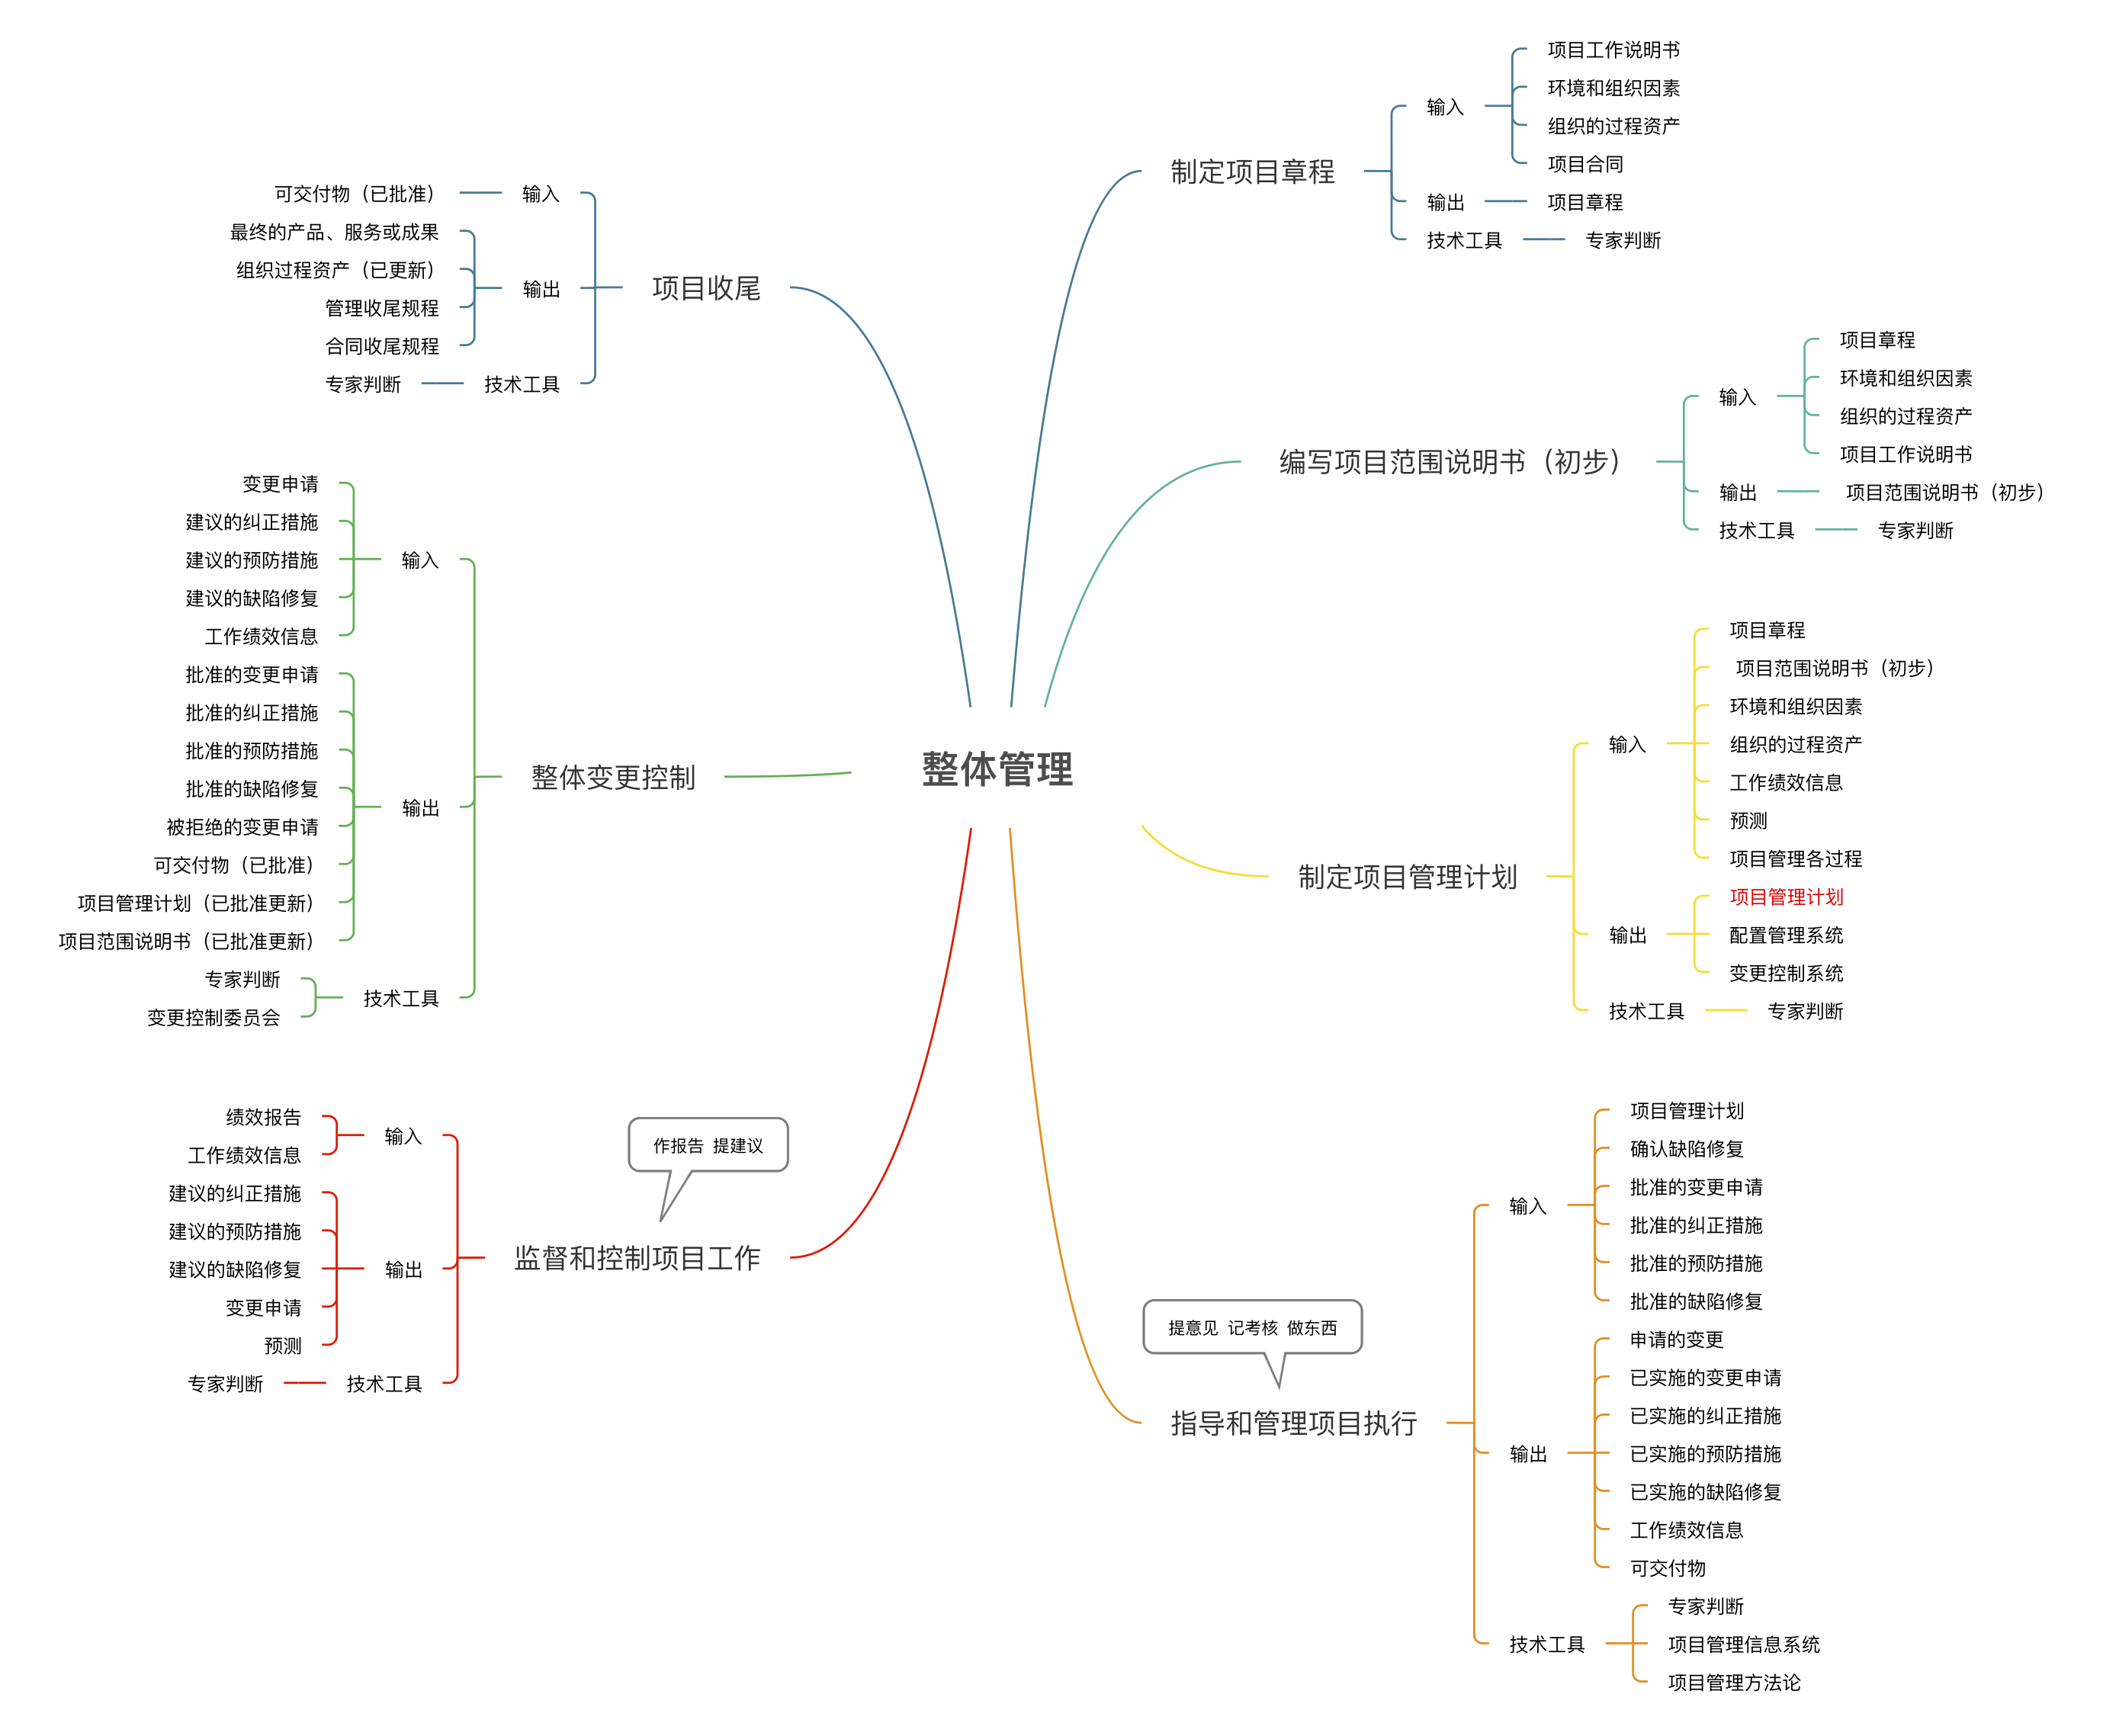 整体管理
制定项目章程
输入
项目工作说明书
环境和组织因素
组织的过程资产
项目合同
输出
项目章程
技术工具
专家判断
编写项目范围说明书（初步）
输入
项目章程
环境和组织因素
组织的过程资产
项目工作说明书
输出
项目范围说明书（初步）
技术工具
专家判断
制定项目管理计划
输入
项目章程
项目范围说明书（初步）
环境和组织因素
组织的过程资产
工作绩效信息
预测
项目管理各过程
输出
项目管理计划
配置管理系统
变更控制系统
技术工具
专家判断
提意见 记考核 做东西
指导和管理项目执行
输入
项目管理计划
确认缺陷修复
批准的变更申请
批准的纠正措施
批准的预防措施
批准的缺陷修复
输出
申请的变更
已实施的变更申请
已实施的纠正措施
已实施的预防措施
已实施的缺陷修复
工作绩效信息
可交付物
技术工具
专家判断
项目管理信息系统
项目管理方法论
作报告 提建议
监督和控制项目工作
输入
绩效报告
工作绩效信息
输出
建议的纠正措施
建议的预防措施
建议的缺陷修复
变更申请
预测
技术工具
专家判断
整体变更控制
输入
变更申请
建议的纠正措施
建议的预防措施
建议的缺陷修复
工作绩效信息
输出
批准的变更申请
批准的纠正措施
批准的预防措施
批准的缺陷修复
被拒绝的变更申请
可交付物（已批准）
项目管理计划（已批准更新）
项目范围说明书（已批准更新）
技术工具
专家判断
变更控制委员会
项目收尾
输入
可交付物（已批准）
输出
最终的产品、服务或成果
组织过程资产（已更新）
管理收尾规程
合同收尾规程
技术工具
专家判断